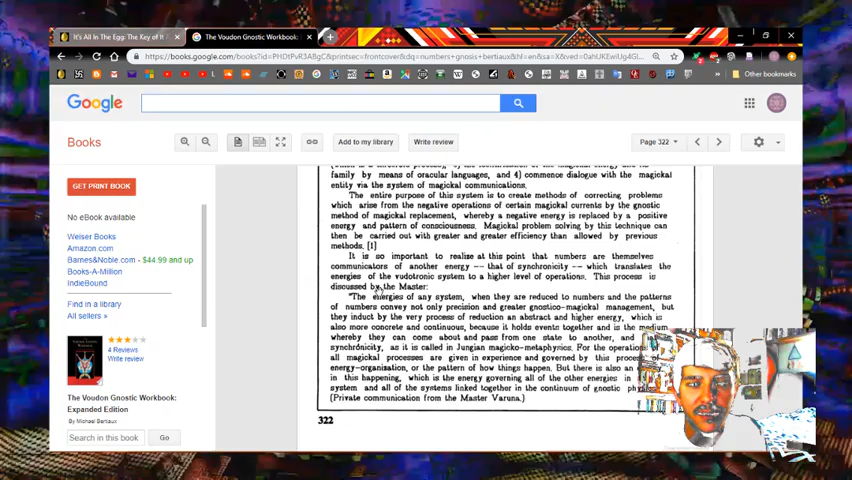 It's All In The Egg: The Key of It
The Voudon Gnostic Workbook:
https://books.google.com/books?id=PHDtPvR3ABgC&printsec=frontcover&dq=numbers+gnosis+bertiaux&hl=en&sa=X&ved=0ahUKEwiUg4Gl...
Other bookmarks
Google
Books
Add to my library
Write review
Page 322
GET PRINT BOOK
No eBook available
Weiser Books
Amazon.com
Barnes&Noble.com - $44.99 and up
Books-A-Million
IndieBound
Find in a library
All sellers »
4 Reviews
Write review
The Voudon Gnostic Workbook:
Expanded Edition
By Michael Bertiaux
Search in this book
Go
family by means of oracular languages, and 4) commence dialogue with the magickal
entity via the system of magickal communications.
The entire purpose of this system is to create methods of correcting problems
which arise from the negative operations of certain magickal currents by the gnostic
method of magickal replacement, whereby a negative energy is replaced by a positive
energy and pattern of consciousness. Magickal problem solving by this technique can
then be carried out with greater and greater efficiency than allowed by previous
methods. [1]
It is so important to realise at this point that numbers are themselves
communicators of another energy -- that of synchronicity -- which translates the
energies of the vudotronic system to a higher level of operations. This process is
discussed by the Master:
"The energies of any system, when they are reduced to numbers and the patterns
of numbers convey not only precision and greater gnostico-magickal management, but
they induct by the very process of reduction an abstract and higher energy, which is
also more concrete and continuous, because it holds events together and is the medium
whereby they can come about and pass from one state to another, and
synchronicity, as it is called in Jungian magicko-metaphysics. For the operations
all magickal processes are given in experience and governed by this process
energy-organisation, or the pattern of how things happen. But there is also an
in this happening, which is the energy governing all of the other energies in
system and all of the systems linked together in the continuum of gnostic
(Private communication from the Master Varuna.)
322